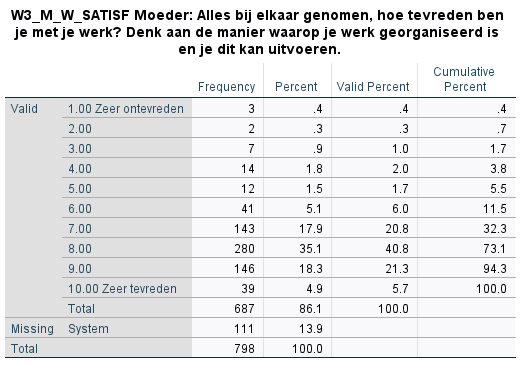 W3_M_W_SATISF Moeder: Alles bij elkaar genomen, hoe tevreden ben
je met je werk? Denk aan de manier waarop je werk georganiseerd is
en je dit kan uitvoeren.
Frequency Percent Valid Percent Cumulative Percent
Valid 1.00 Zeer ontevreden 3 .4 .4 .4
2.00 2 .3 .3 .7
3.00 7 .9 1.0 1.7
4.00 14 1.8 2.0 3.8
5.00 12 1.5 1.7 5.5
6.00 41 5.1 6.0 11.5
7.00 143 17.9 20.8 32.3
8.00 280 35.1 40.8 73.1
9.00 146 18.3 21.3 94.3
10.00 Zeer tevreden 39 4.9 5.7 100.0
Total 687 86.1 100.0
Missing System 111 13.9
Total 798 100.0